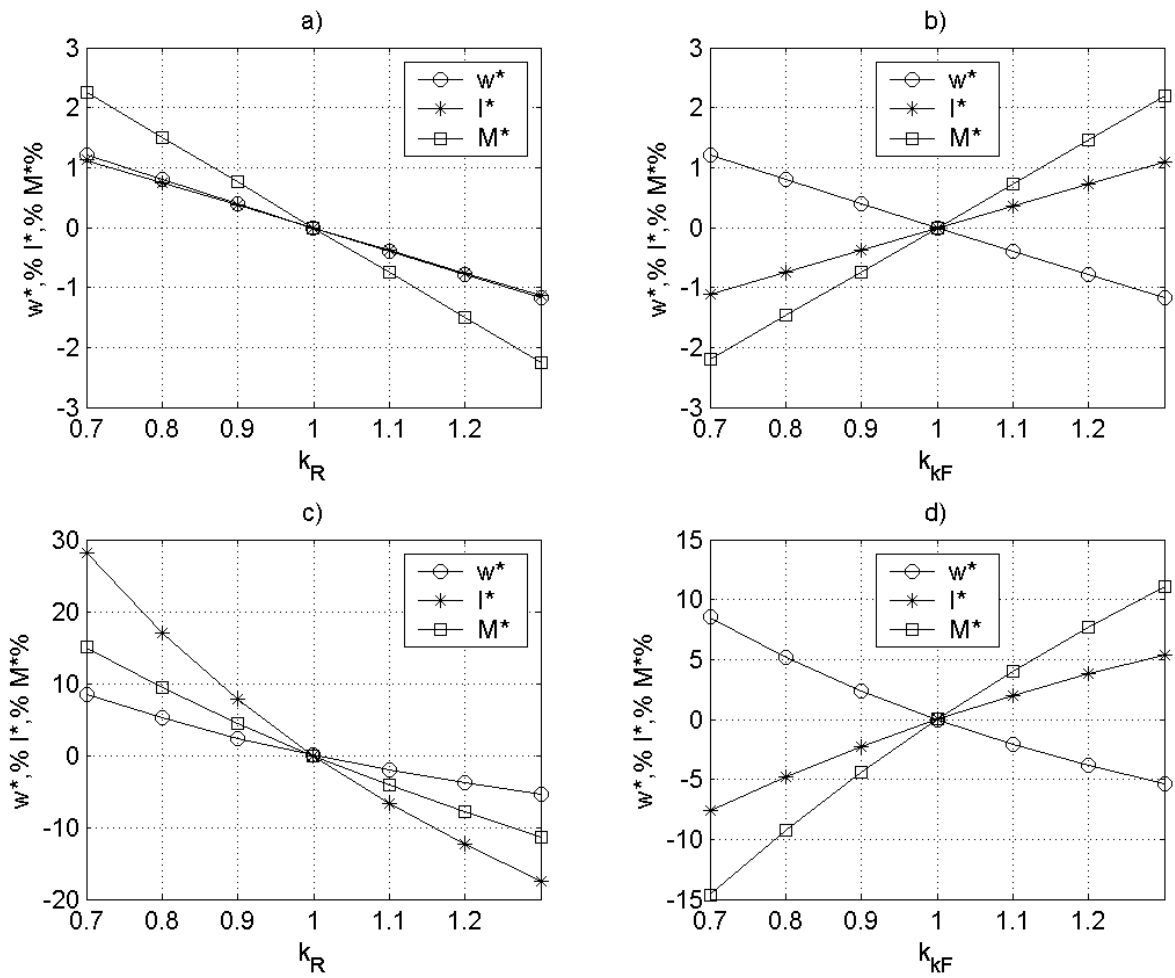 a)
3
2
1
0
-1
-2
-3
w*,% I*,% M*%
w*
I*
M*
0.7 0.8 0.9 1 1.1 1.2
k_R
b)
3
2
1
0
-1
-2
-3
w*,% I*,% M*%
w*
I*
M*
0.7 0.8 0.9 1 1.1 1.2
k_kF
c)
30
20
10
0
-10
-20
w*,% I*,% M*%
w*
I*
M*
0.7 0.8 0.9 1 1.1 1.2
k_R
d)
15
10
5
0
-5
-10
-15
w*,% I*,% M*%
w*
I*
M*
0.7 0.8 0.9 1 1.1 1.2
k_kF